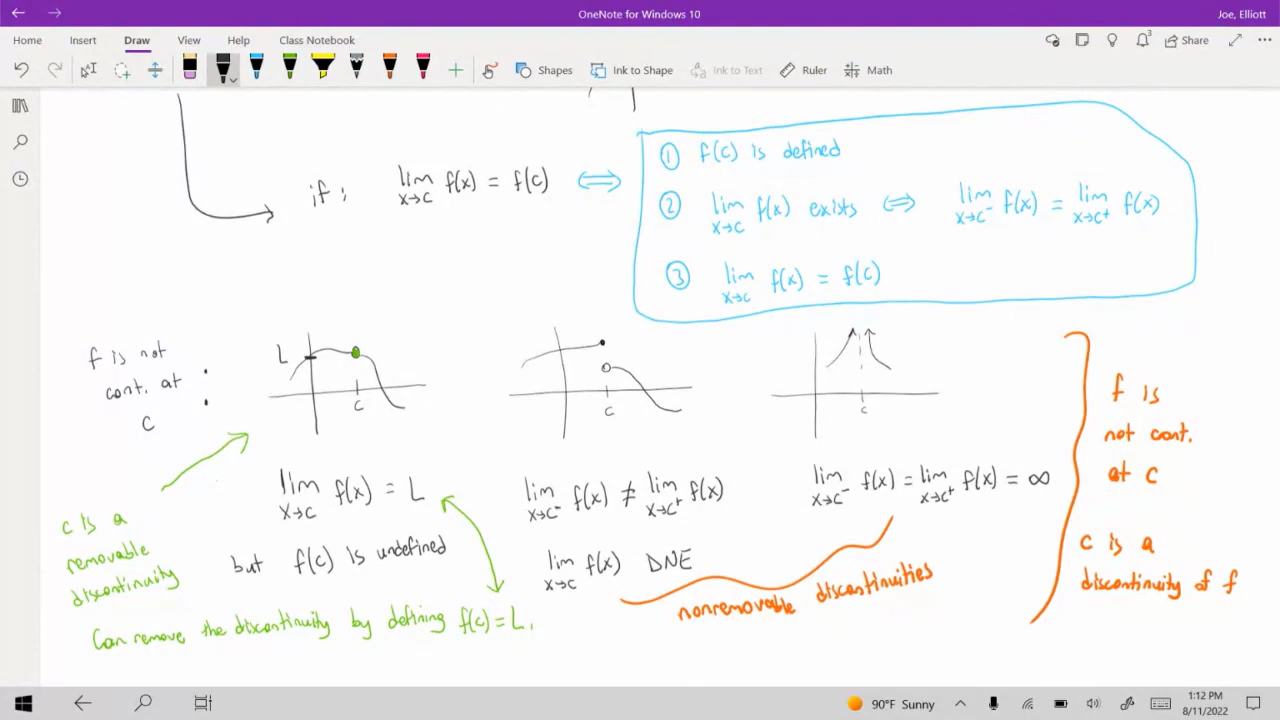 OneNote for Windows 10
Joe, Elliott
Home Insert Draw View Help Class Notebook
Share
Shapes Ink to Shape Ink to Text Ruler Math
if: lim x→c f(x) = f(c) ⟺
① f(c) is defined
② lim x→c f(x) exists ⟺ lim x→c⁻ f(x) = lim x→c⁺ f(x)
③ lim x→c f(x) = f(c)
f is not
cont. at
c
:
L
c
c
c
lim x→c f(x) = L
but f(c) is undefined
lim x→c⁻ f(x) ≠ lim x→c⁺ f(x)
lim x→c f(x) DNE
lim x→c⁻ f(x) = lim x→c⁺ f(x) = ∞
nonremovable discontinuities
c is a
removable
discontinuity
Can remove the discontinuity by defining f(c) = L.
f is
not cont.
at c
c is a
discontinuity of f
90°F Sunny
1:12 PM
8/11/2022